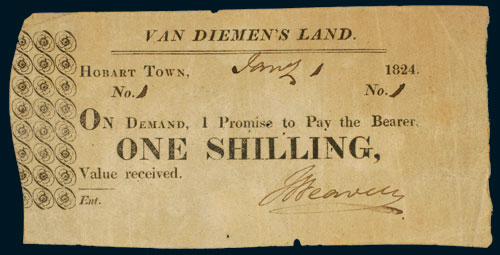 VAN DIEMEN'S LAND.
HOBART TOWN, Jany 1 1824.
No. 1 No. 1
ON DEMAND, I Promise to Pay the Bearer,
ONE SHILLING,
Value received.
Ent.